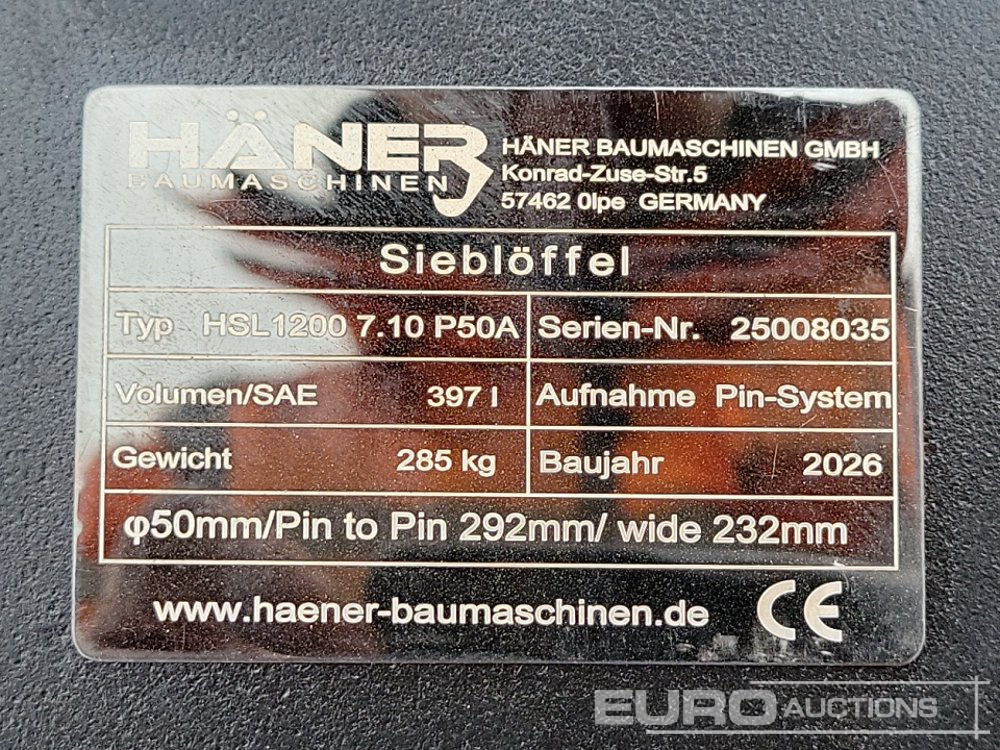 HÄNER
BAUMASCHINEN
HÄNER BAUMASCHINEN GMBH
Konrad-Zuse-Str.5
57462 Olpe GERMANY
Sieblöffel
Typ HSL1200 7.10 P50A Serien-Nr. 25008035
Volumen/SAE 397 l Aufnahme Pin-System
Gewicht 285 kg Baujahr 2026
φ50mm/Pin to Pin 292mm/ wide 232mm
www.haener-baumaschinen.de CE
EURO AUCTIONS